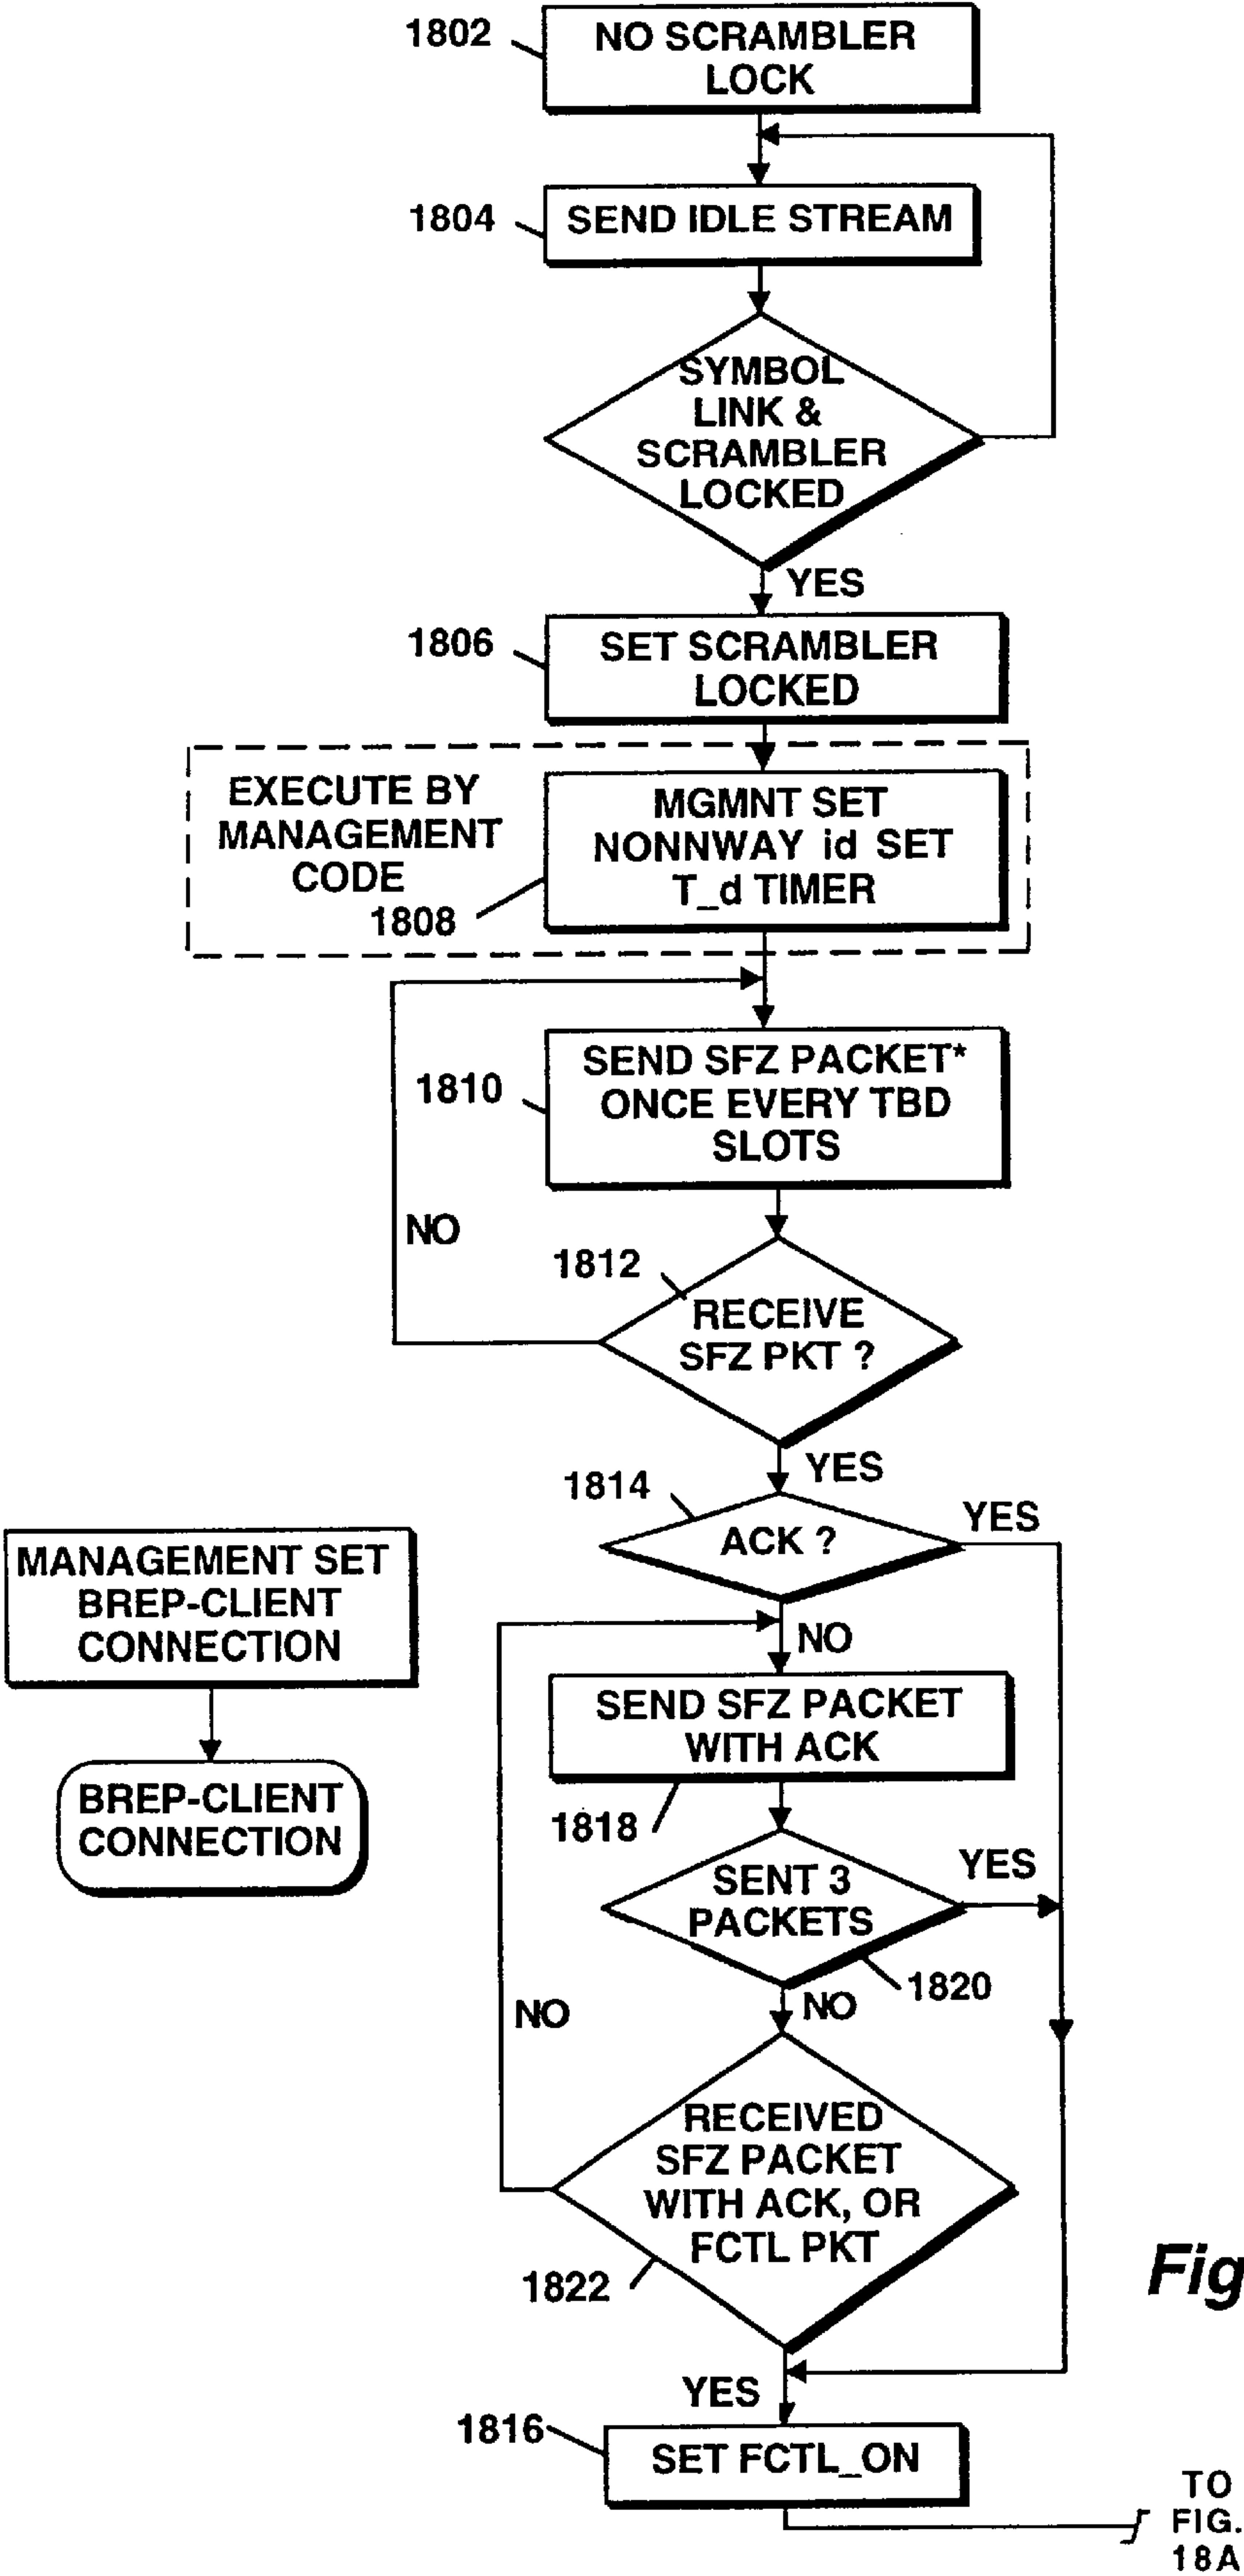 1802
NO SCRAMBLER
LOCK
1804
SEND IDLE STREAM
SYMBOL
LINK &
SCRAMBLER
LOCKED
YES
1806
SET SCRAMBLER
LOCKED
EXECUTE BY
MANAGEMENT
CODE
1808
MGMNT SET
NONNWAY id SET
T_d TIMER
1810
SEND SFZ PACKET*
ONCE EVERY TBD
SLOTS
NO
1812
RECEIVE
SFZ PKT ?
YES
1814
ACK ?
YES
MANAGEMENT SET
BREP-CLIENT
CONNECTION
NO
SEND SFZ PACKET
WITH ACK
1818
BREP-CLIENT
CONNECTION
SENT 3
PACKETS
YES
1820
NO
NO
RECEIVED
SFZ PACKET
WITH ACK, OR
FCTL PKT
1822
Fig
YES
1816
SET FCTL_ON
TO
FIG.
18A